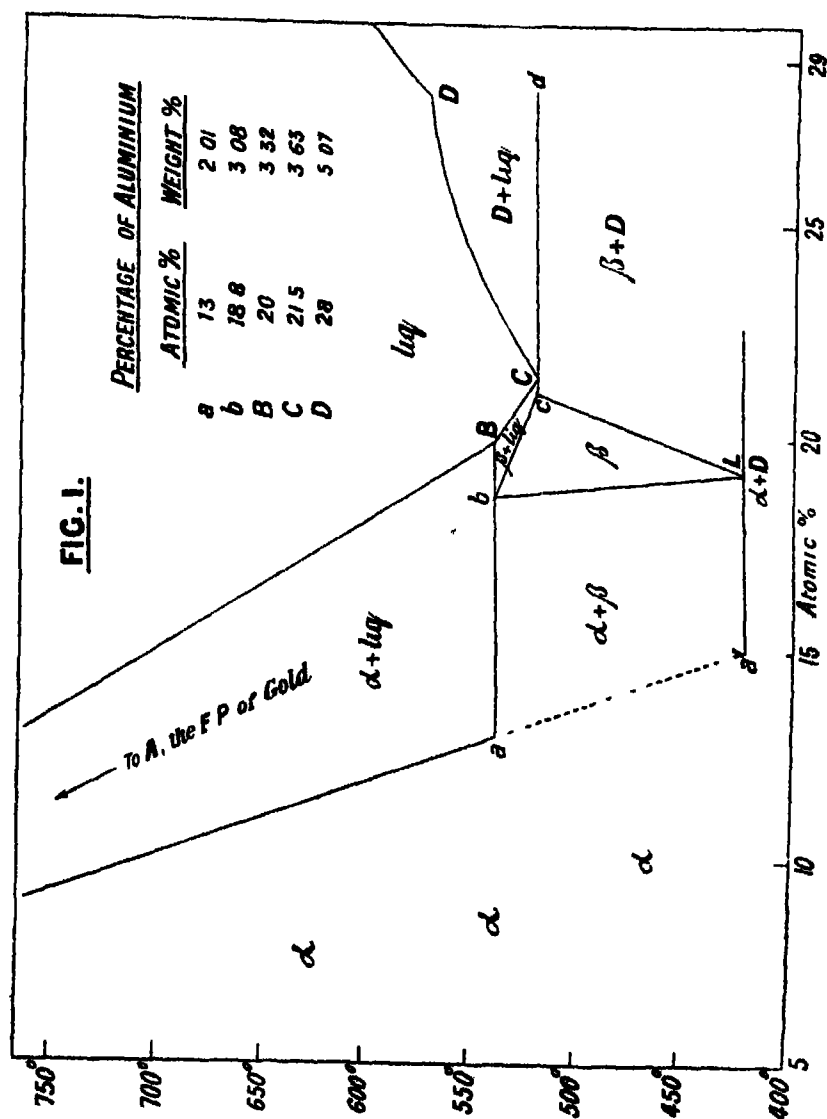 FIG. 1.
PERCENTAGE OF ALUMINIUM
ATOMIC % WEIGHT %
a 13 2 01
b 18 8 3 08
B 20 3 32
C 21 5 3 63
D 28 5 07
To A, the F P of Gold
α+liq
liq
D
D+liq
d
B
b
β+liq
C
c
a
α+β
β
β+D
L
α+D
a'
α
α
α
750°
700°
650°
600°
550°
500°
450°
400°
5
10
15
Atomic %
20
25
29